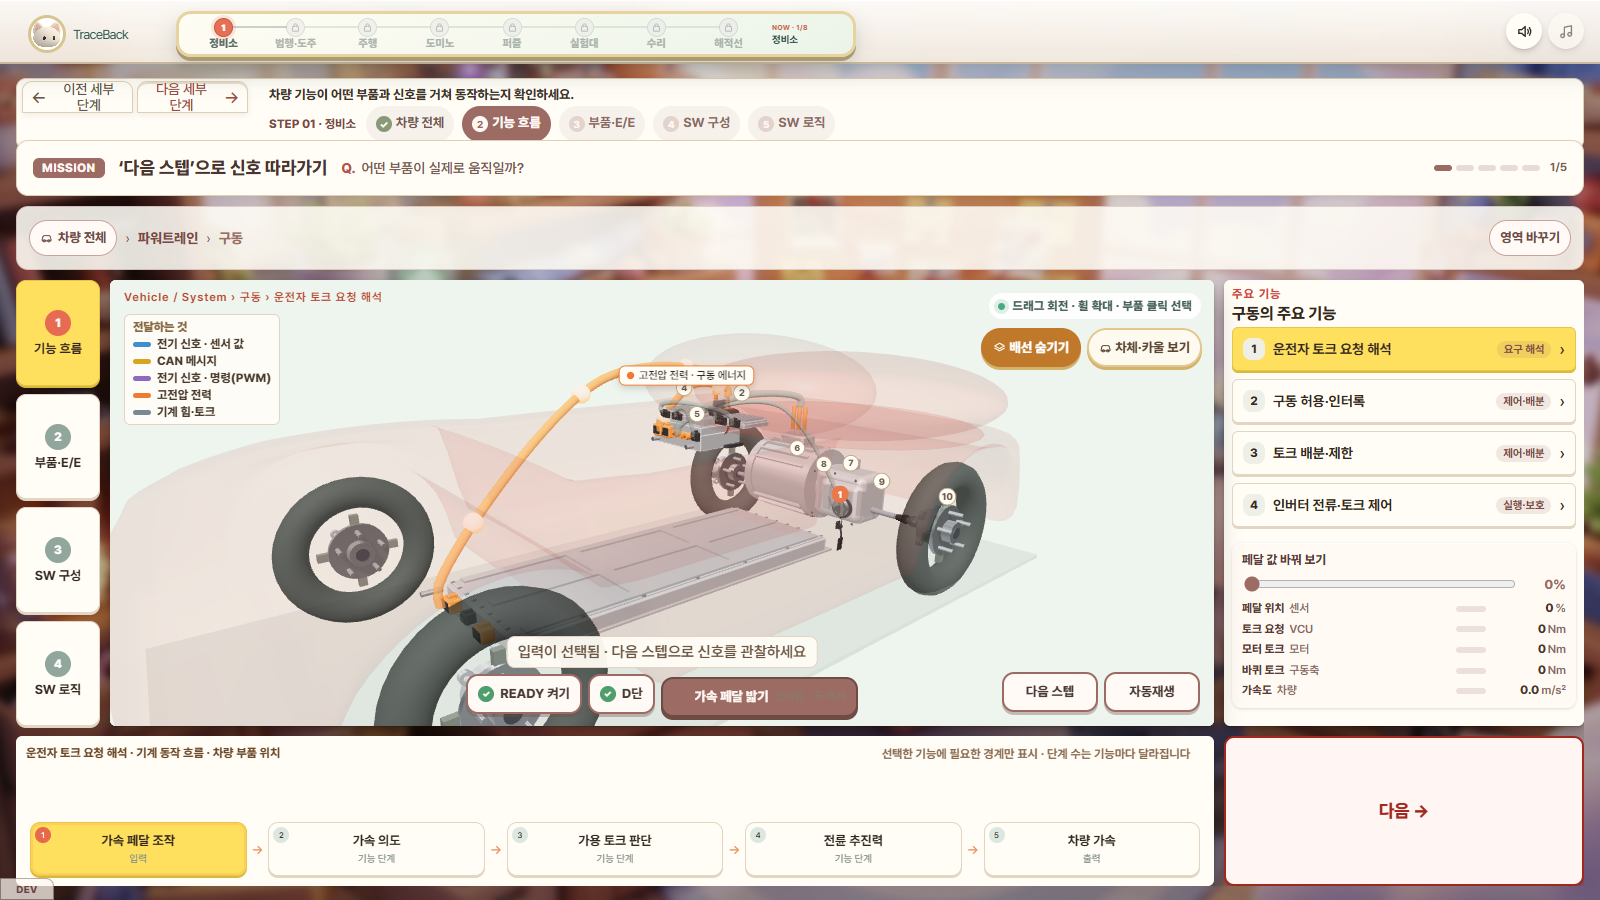 TraceBack
1
정비소
범행·도주
주행
도미노
퍼즐
실험대
수리
해적선
NOW · 1/8
정비소
이전 세부 단계
다음 세부 단계
차량 기능이 어떤 부품과 신호를 거쳐 동작하는지 확인하세요.
STEP 01 · 정비소
차량 전체
2 기능 흐름
3 부품·E/E
4 SW 구성
5 SW 로직
MISSION
‘다음 스텝’으로 신호 따라가기
Q. 어떤 부품이 실제로 움직일까?
1/5
차량 전체 › 파워트레인 › 구동
영역 바꾸기
1
기능 흐름
2
부품·E/E
3
SW 구성
4
SW 로직
Vehicle / System › 구동 › 운전자 토크 요청 해석
전달하는 것
전기 신호 · 센서 값
CAN 메시지
전기 신호 · 명령(PWM)
고전압 전력
기계 힘·토크
드래그 회전 · 휠 확대 · 부품 클릭 선택
배선 숨기기
차체·카울 보기
고전압 전력 · 구동 에너지
4
2
5
6
8
7
9
1
10
입력이 선택됨 · 다음 스텝으로 신호를 관찰하세요
READY 켜기
D단
가속 페달 밟기
다음 스텝
자동재생
주요 기능
구동의 주요 기능
1 운전자 토크 요청 해석 요구 해석 ›
2 구동 허용·인터록 제어·배분 ›
3 토크 배분·제한 제어·배분 ›
4 인버터 전류·토크 제어 실행·보호 ›
페달 값 바꿔 보기
0%
페달 위치 센서 0 %
토크 요청 VCU 0 Nm
모터 토크 모터 0 Nm
바퀴 토크 구동축 0 Nm
가속도 차량 0.0 m/s²
운전자 토크 요청 해석 · 기계 동작 흐름 · 차량 부품 위치
선택한 기능에 필요한 경계만 표시 · 단계 수는 기능마다 달라집니다
1
가속 페달 조작
입력
2
가속 의도
기능 단계
3
가용 토크 판단
기능 단계
4
전륜 추진력
기능 단계
5
차량 가속
출력
다음 →
DEV